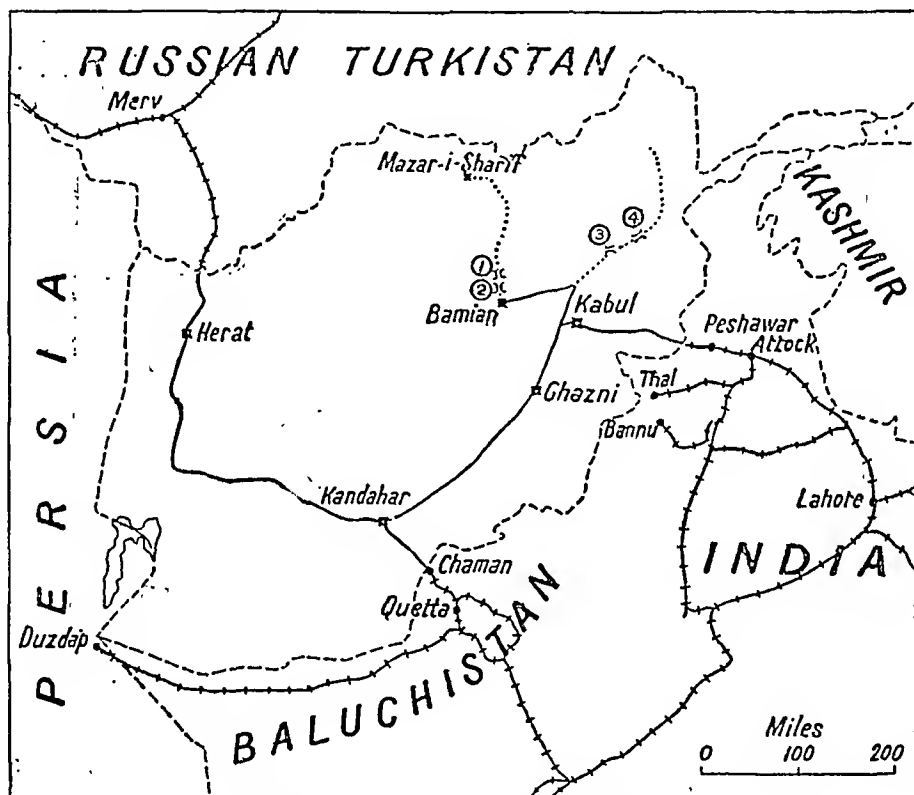 RUSSIAN TURKISTAN
Merv
Mazar-i-Sharif
KASHMIR
③ ④
①
②
Bamian
Kabul
Peshawar
Attock
Herat
PERSIA
Ghazni
Thal
Bannu
Kandahar
Lahore
INDIA
Chaman
Quetta
Duzdap
BALUCHISTAN
Miles
0 100 200